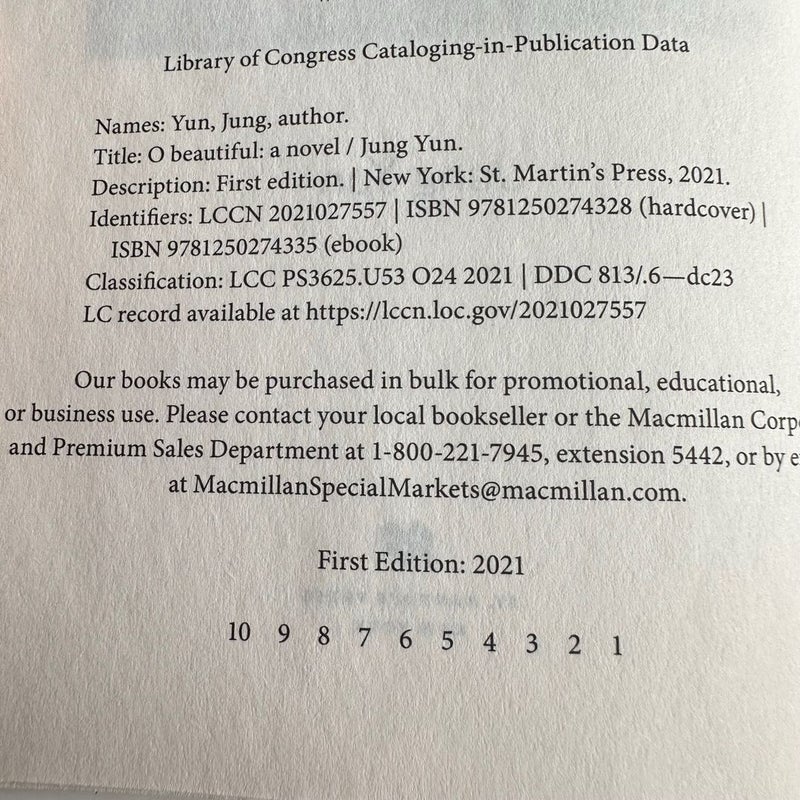 Library of Congress Cataloging-in-Publication Data
Names: Yun, Jung, author.
Title: O beautiful: a novel / Jung Yun.
Description: First edition. | New York: St. Martin’s Press, 2021.
Identifiers: LCCN 2021027557 | ISBN 9781250274328 (hardcover) |
ISBN 9781250274335 (ebook)
Classification: LCC PS3625.U53 O24 2021 | DDC 813/.6—dc23
LC record available at https://lccn.loc.gov/2021027557
Our books may be purchased in bulk for promotional, educational,
or business use. Please contact your local bookseller or the Macmillan Corp
and Premium Sales Department at 1-800-221-7945, extension 5442, or by e
at MacmillanSpecialMarkets@macmillan.com.
First Edition: 2021
10 9 8 7 6 5 4 3 2 1